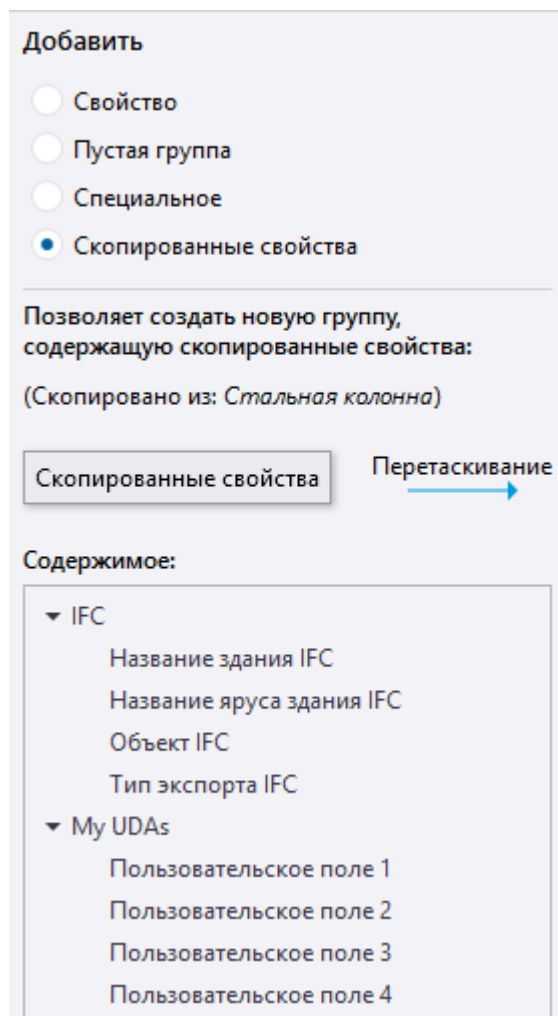 Добавить
Свойство
Пустая группа
Специальное
Скопированные свойства
Позволяет создать новую группу,
содержащую скопированные свойства:
(Скопировано из: Стальная колонна)
Скопированные свойства
Перетаскивание
Содержимое:
IFC
Название здания IFC
Название яруса здания IFC
Объект IFC
Тип экспорта IFC
My UDAs
Пользовательское поле 1
Пользовательское поле 2
Пользовательское поле 3
Пользовательское поле 4